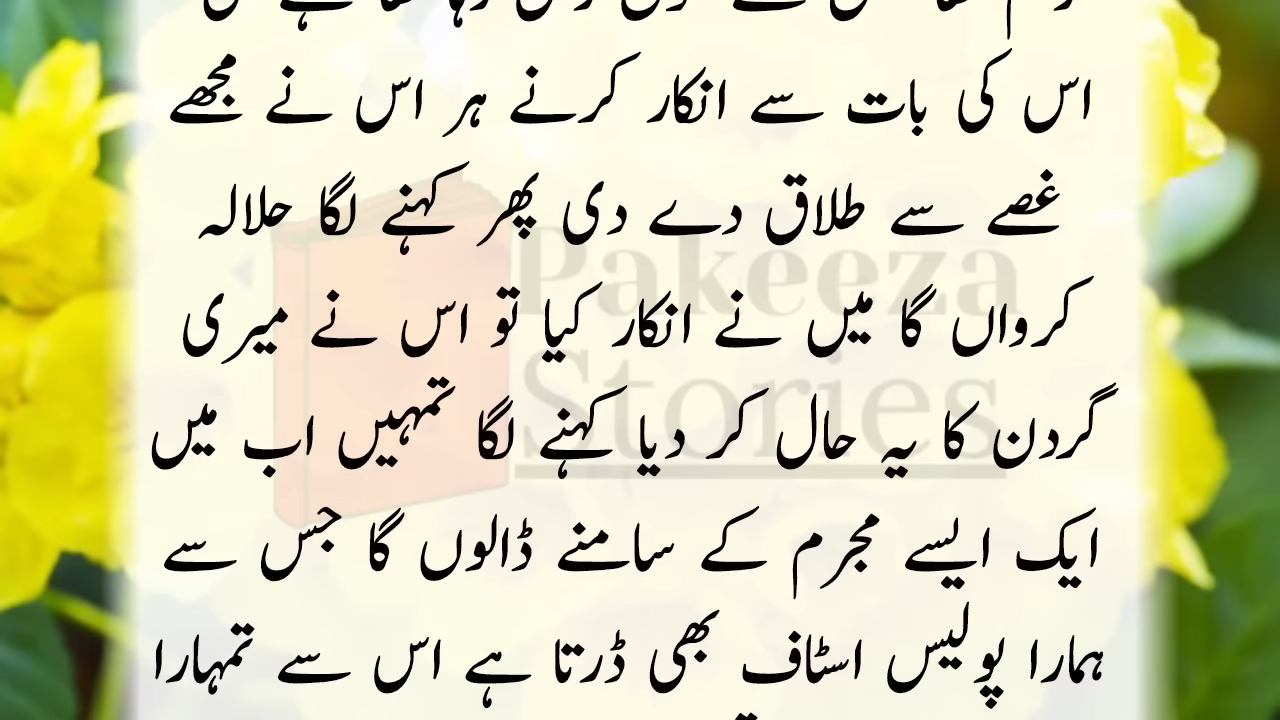 اس کی بات سے انکار کرنے ہر اس نے مجھے
غصے سے طلاق دے دی پھر کہنے لگا حلالہ
کرواں گا میں نے انکار کیا تو اس نے میری
گردن کا یہ حال کر دیا کہنے لگا تمہیں اب میں
ایک ایسے مجرم کے سامنے ڈالوں گا جس سے
ہمارا پولیس اسٹاف بھی ڈرتا ہے اس سے تمہارا
Pakeeza
Stories